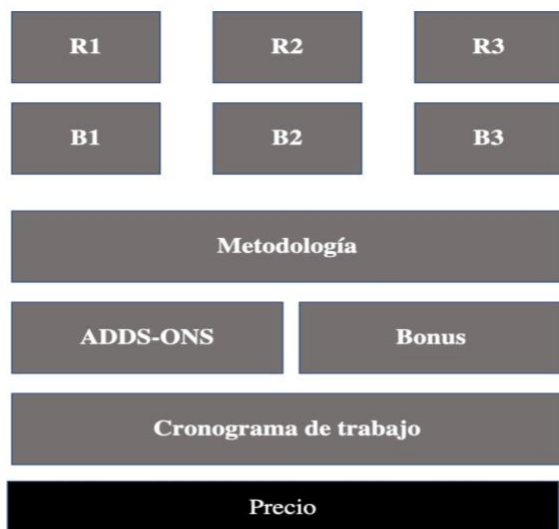 R1 R2 R3
B1 B2 B3
Metodología
ADDS-ONS Bonus
Cronograma de trabajo
Precio